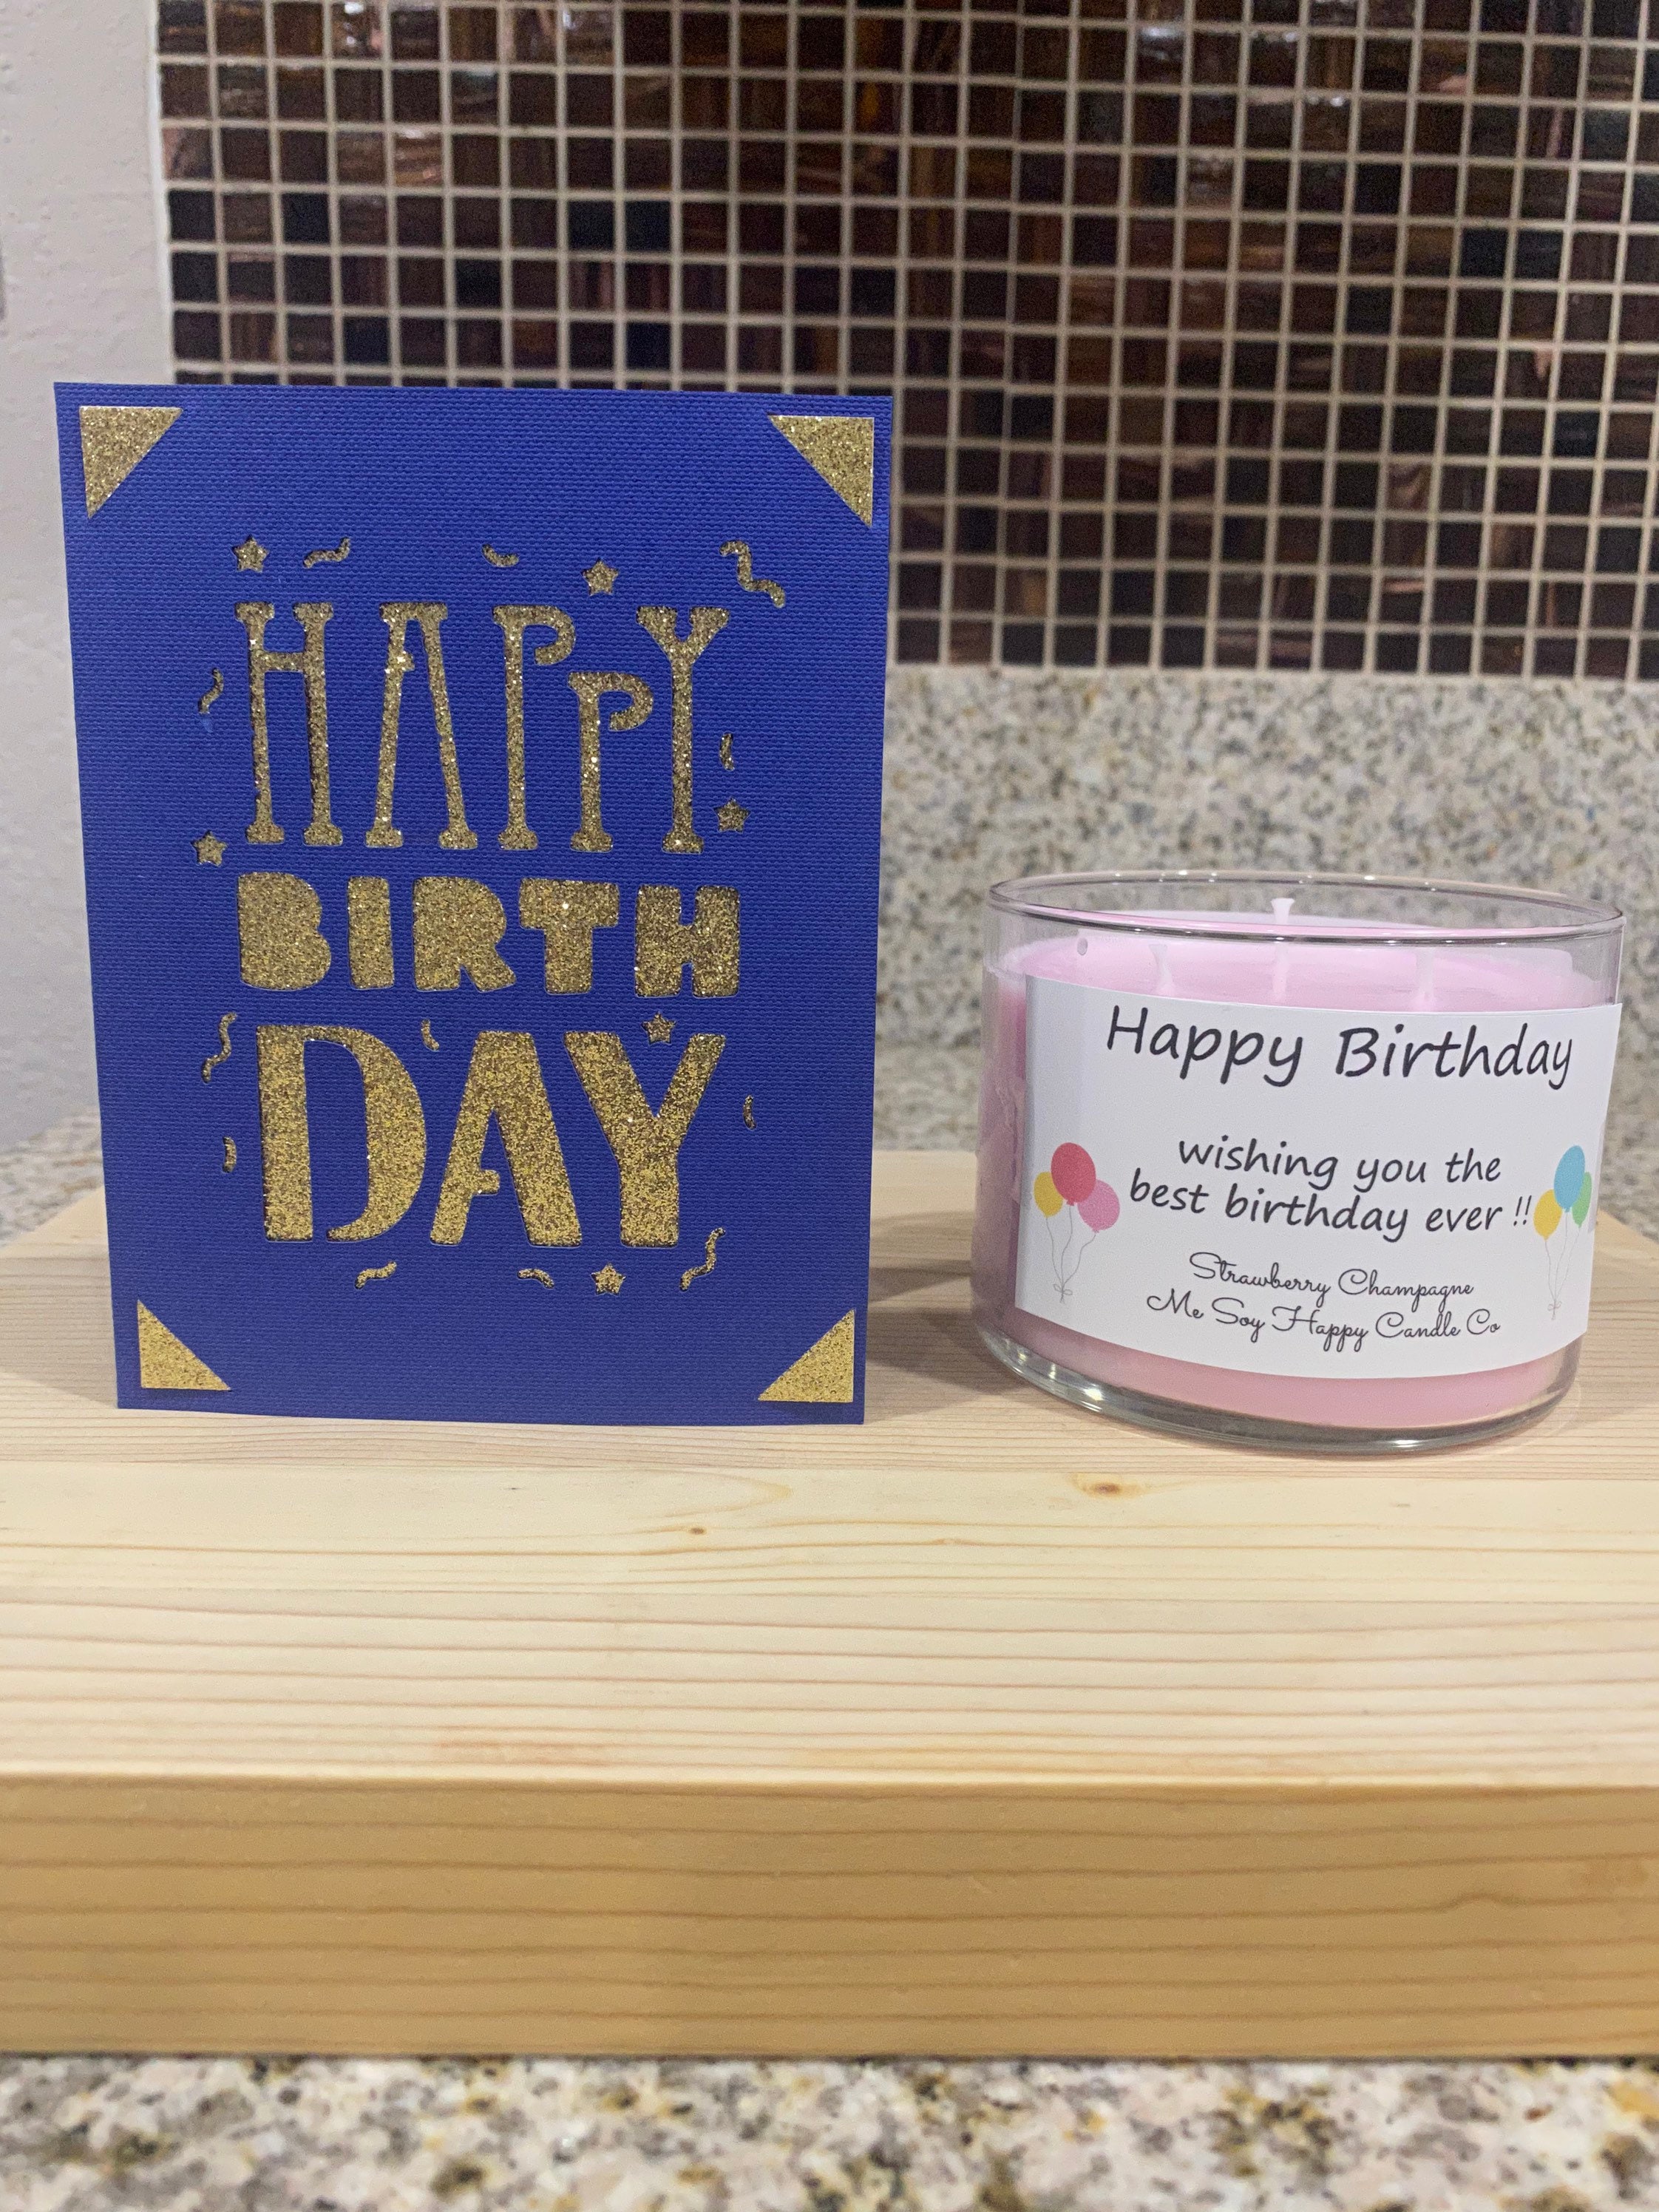 HAPPY
BIRTH
DAY
Happy Birthday
wishing you the
best birthday ever !!
Strawberry Champagne
Me Soy Happy Candle Co